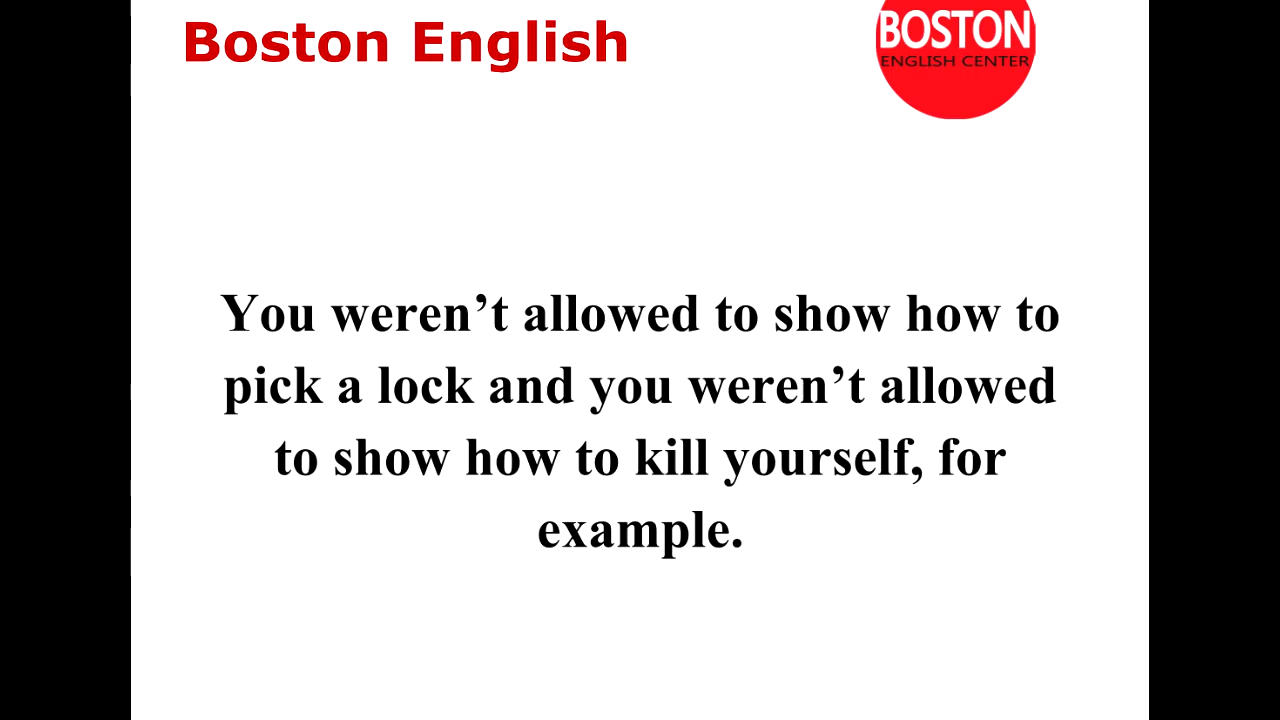 Boston English
BOSTON
ENGLISH CENTER
You weren’t allowed to show how to
pick a lock and you weren’t allowed
to show how to kill yourself, for
example.